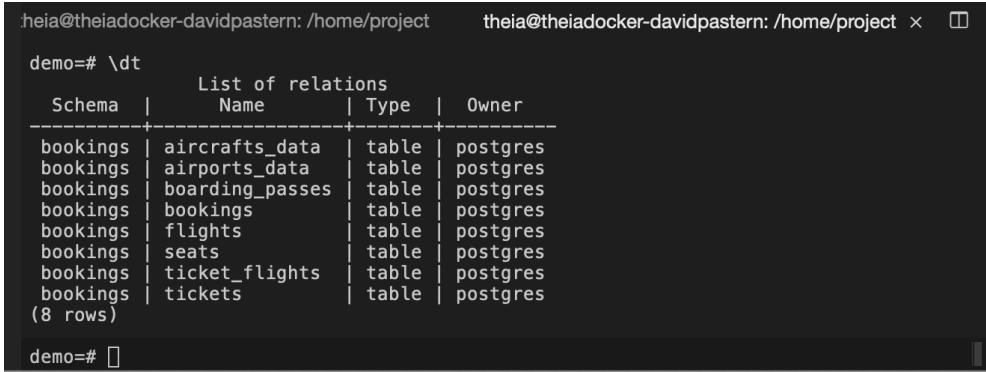 theia@theiadocker-davidpastern: /home/project theia@theiadocker-davidpastern: /home/project ×
demo=# \dt
List of relations
Schema | Name | Type | Owner
----------+-----------------+-------+----------
bookings | aircrafts_data | table | postgres
bookings | airports_data | table | postgres
bookings | boarding_passes | table | postgres
bookings | bookings | table | postgres
bookings | flights | table | postgres
bookings | seats | table | postgres
bookings | ticket_flights | table | postgres
bookings | tickets | table | postgres
(8 rows)
demo=#